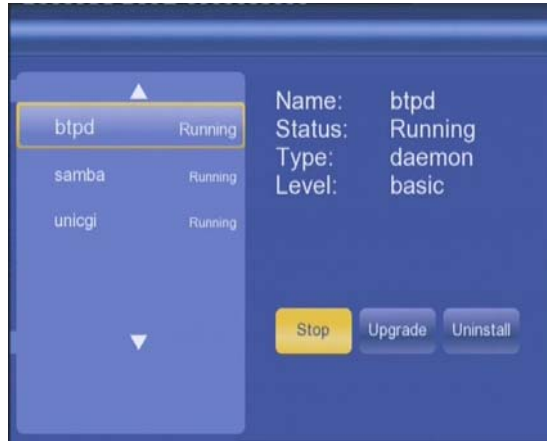 btpd Running
samba Running
unicgi Running
Name: btpd
Status: Running
Type: daemon
Level: basic
Stop Upgrade Uninstall